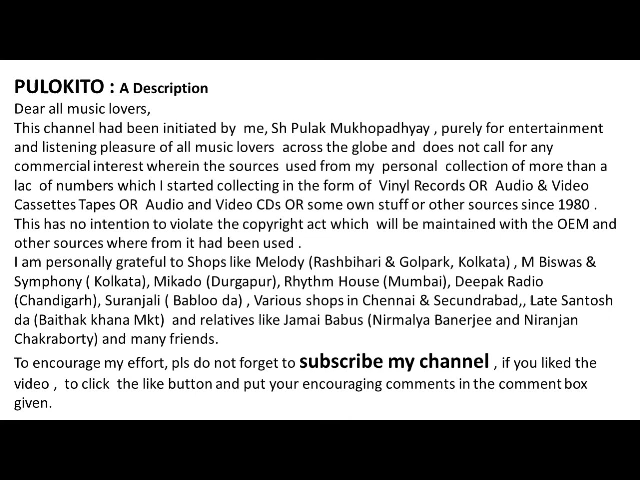 PULOKITO : A Description
Dear all music lovers,
This channel had been initiated by  me, Sh Pulak Mukhopadhyay , purely for entertainment
and listening pleasure of all music lovers  across the globe and  does not call for any
commercial interest wherein the sources  used from my  personal  collection of more than a
lac  of numbers which I started collecting in the form of  Vinyl Records OR  Audio & Video
Cassettes Tapes OR  Audio and Video CDs OR some own stuff or other sources since 1980 .
This has no intention to violate the copyright act which  will be maintained with the OEM and
other sources where from it had been used .
I am personally grateful to Shops like Melody (Rashbihari & Golpark, Kolkata) , M Biswas &
Symphony ( Kolkata), Mikado (Durgapur), Rhythm House (Mumbai), Deepak Radio
(Chandigarh), Suranjali ( Babloo da) , Various shops in Chennai & Secundrabad,, Late Santosh
da (Baithak khana Mkt)  and relatives like Jamai Babus (Nirmalya Banerjee and Niranjan
Chakraborty) and many friends.
To encourage my effort, pls do not forget to subscribe my channel , if you liked the
video ,  to click  the like button and put your encouraging comments in the comment box
given.